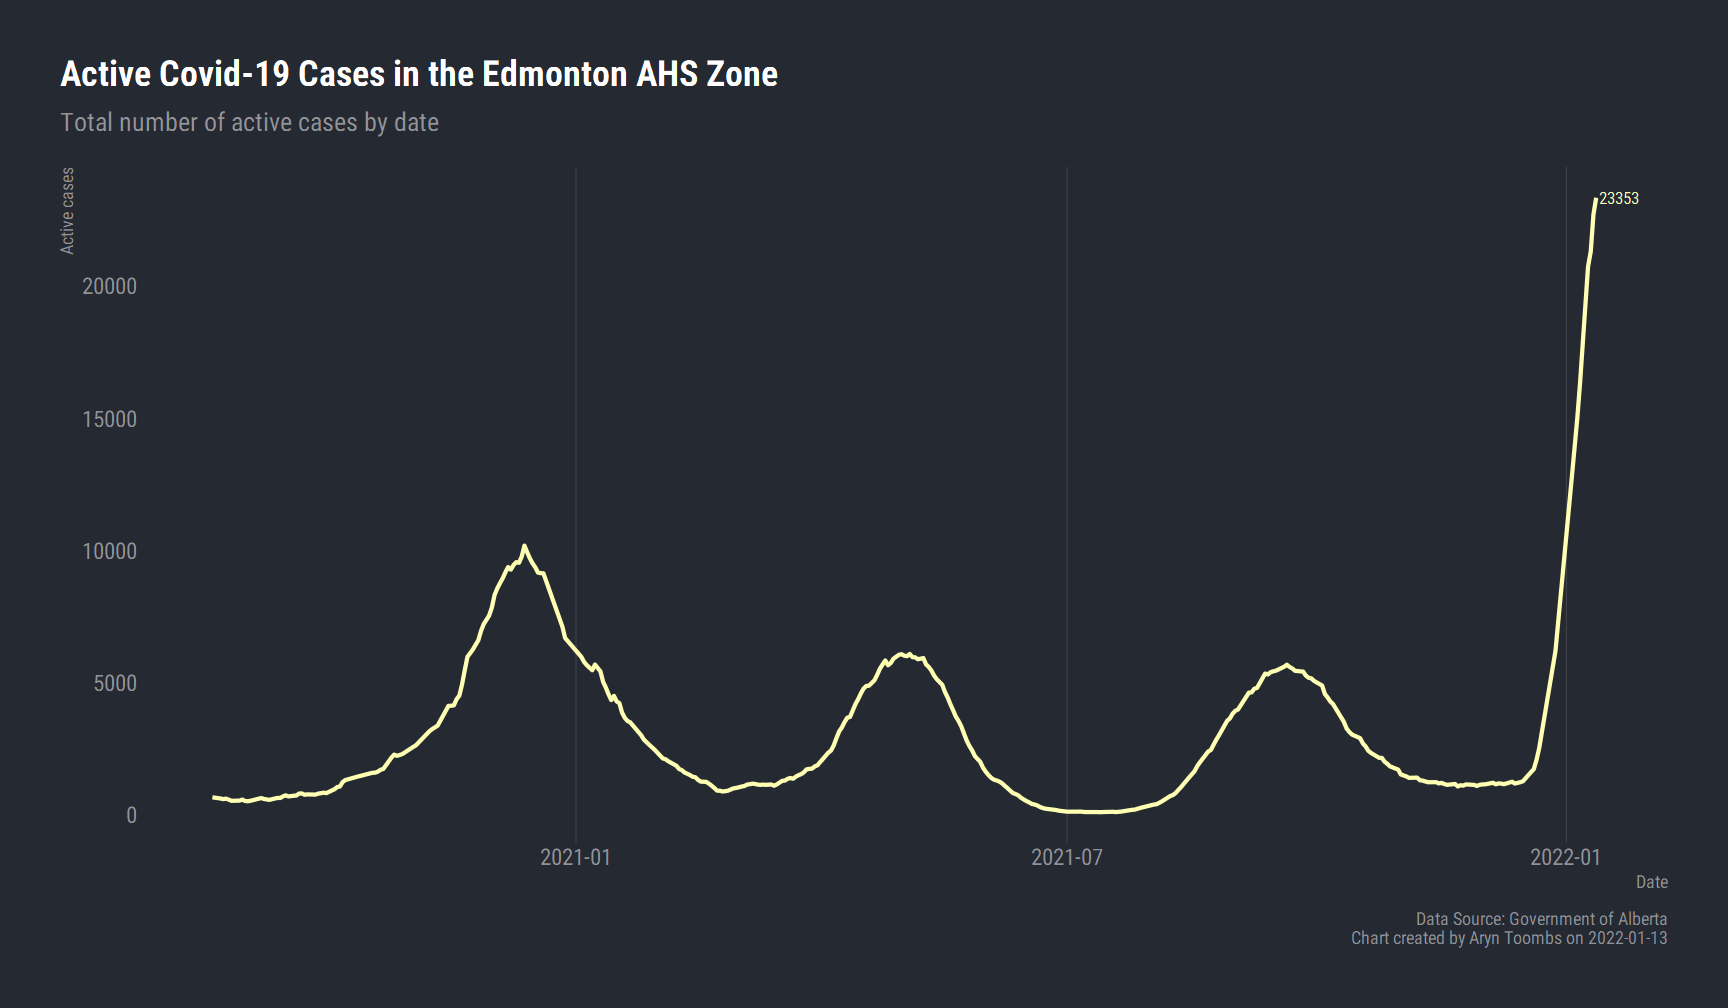 Active Covid-19 Cases in the Edmonton AHS Zone
Total number of active cases by date
Active cases
23353
20000
15000
10000
5000
0
2021-01
2021-07
2022-01
Date
Data Source: Government of Alberta
Chart created by Aryn Toombs on 2022-01-13